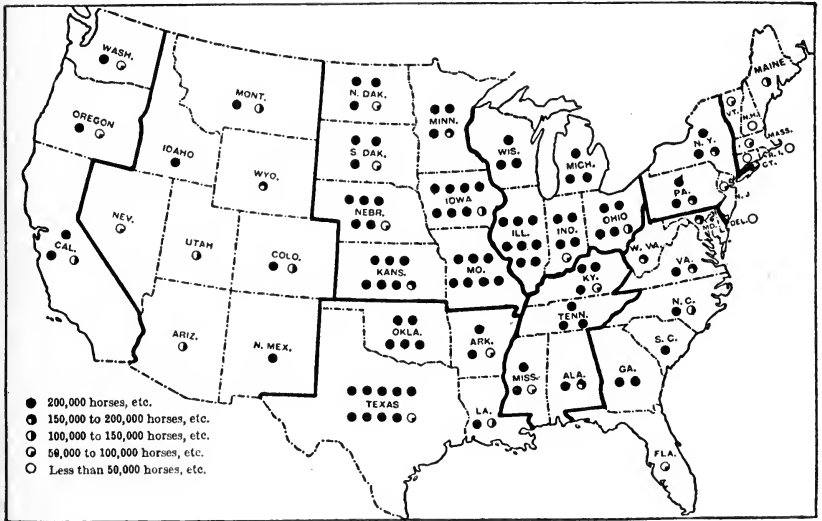 WASH.
OREGON
CAL.
NEV.
IDAHO
MONT.
WYO.
UTAH
COLO.
ARIZ.
N. MEX.
N. DAK.
S. DAK.
NEBR.
KANS.
OKLA.
TEXAS
MINN.
IOWA
MO.
ARK.
LA.
WIS.
MICH.
ILL.
IND.
OHIO
KY.
TENN.
MISS.
ALA.
GA.
FLA.
S. C.
N. C.
VA.
W. VA.
MD.
DEL.
PA.
N. J.
N. Y.
CT.
R. I.
MASS.
VT.
N.H.
MAINE
200,000 horses, etc.
150,000 to 200,000 horses, etc.
100,000 to 150,000 horses, etc.
50,000 to 100,000 horses, etc.
Less than 50,000 horses, etc.